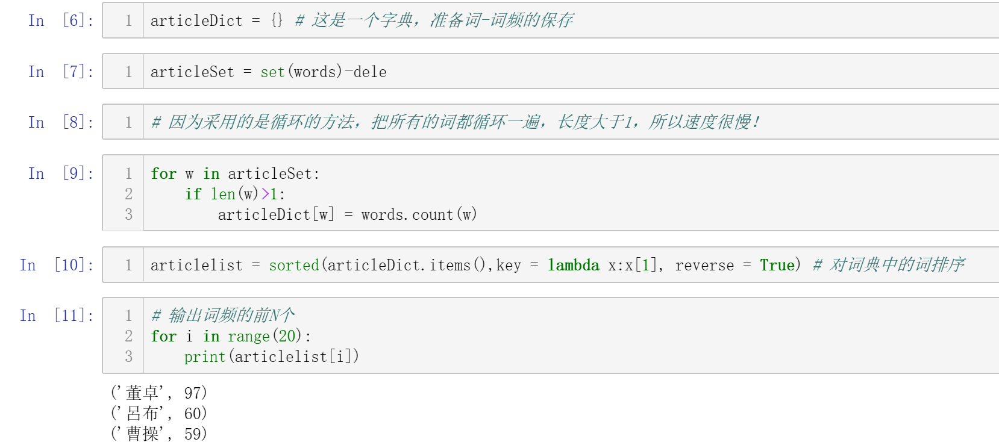 In [6]: 1 articleDict = {} # 这是一个字典，准备词-词频的保存
In [7]: 1 articleSet = set(words)-dele
In [8]: 1 # 因为采用的是循环的方法，把所有的词都循环一遍，长度大于1，所以速度很慢！
In [9]: 1 for w in articleSet:
2     if len(w)>1:
3         articleDict[w] = words.count(w)
In [10]: 1 articlelist = sorted(articleDict.items(),key = lambda x:x[1], reverse = True) # 对词典中的词排序
In [11]: 1 # 输出词频的前N个
2 for i in range(20):
3     print(articlelist[i])
('董卓', 97)
('呂布', 60)
('曹操', 59)